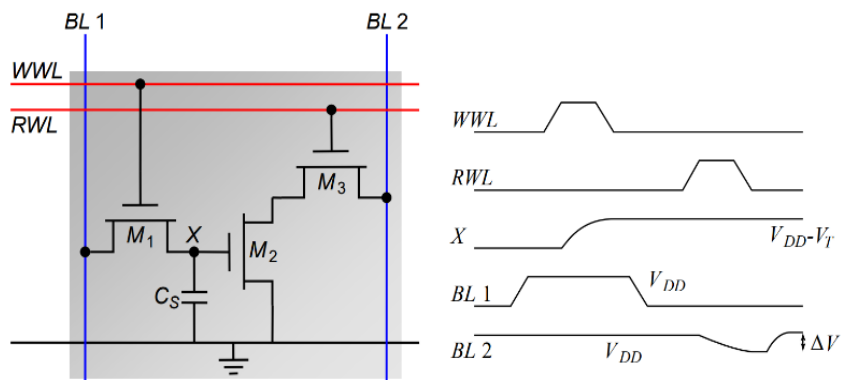 BL 1
BL 2
WWL
RWL
M3
M1
X
M2
CS
WWL
RWL
X
VDD-VT
BL 1
VDD
BL 2
VDD
ΔV